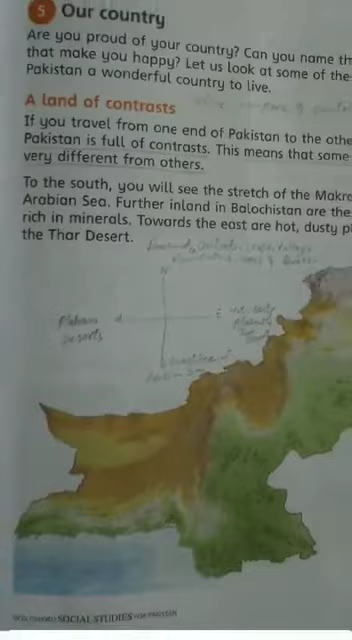 5 Our country
Are you proud of your country? Can you name th
that make you happy? Let us look at some of the
Pakistan a wonderful country to live.
A land of contrasts
If you travel from one end of Pakistan to the othe
Pakistan is full of contrasts. This means that some
very different from others.
To the south, you will see the stretch of the Makra
Arabian Sea. Further inland in Balochistan are the
rich in minerals. Towards the east are hot, dusty pl
the Thar Desert.
N
SOCIAL STUDIES FOR PAKISTAN